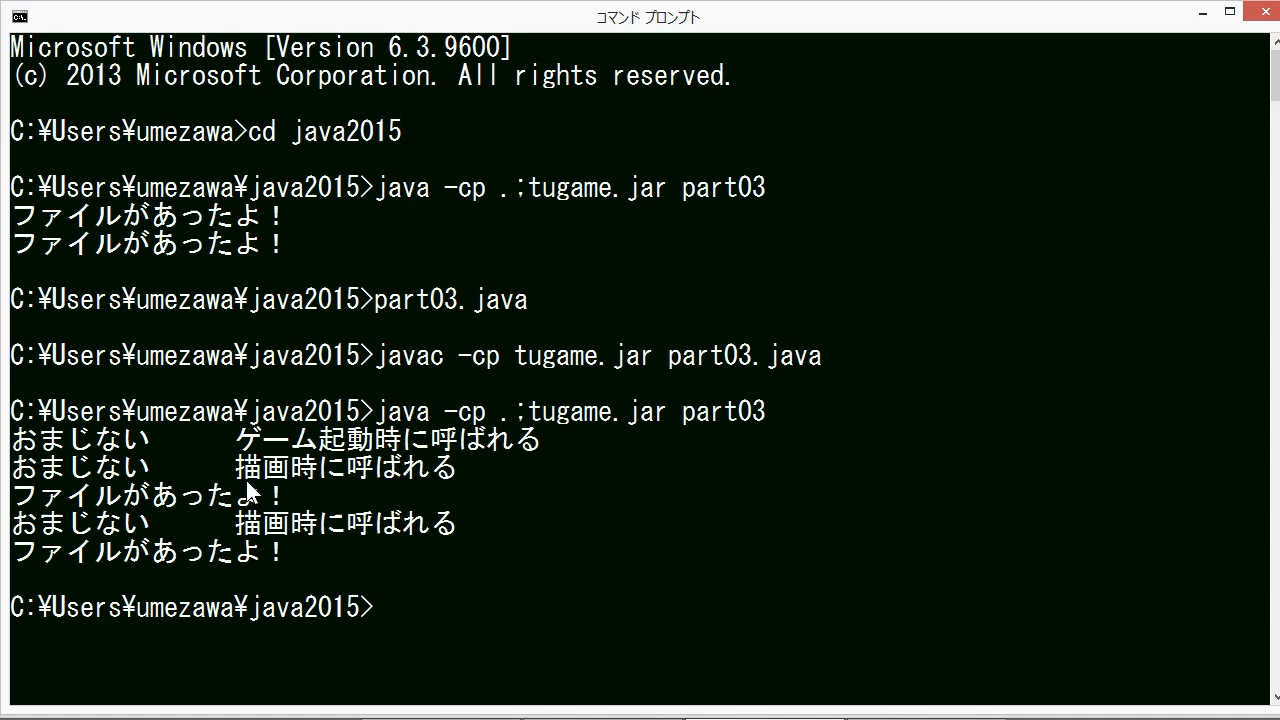 コマンド プロンプト
Microsoft Windows [Version 6.3.9600]
(c) 2013 Microsoft Corporation. All rights reserved.
C:¥Users¥umezawa>cd java2015
C:¥Users¥umezawa¥java2015>java -cp .;tugame.jar part03
ファイルがあったよ！
ファイルがあったよ！
C:¥Users¥umezawa¥java2015>part03.java
C:¥Users¥umezawa¥java2015>javac -cp tugame.jar part03.java
C:¥Users¥umezawa¥java2015>java -cp .;tugame.jar part03
おまじない      ゲーム起動時に呼ばれる
おまじない      描画時に呼ばれる
ファイルがあったよ！
おまじない      描画時に呼ばれる
ファイルがあったよ！
C:¥Users¥umezawa¥java2015>